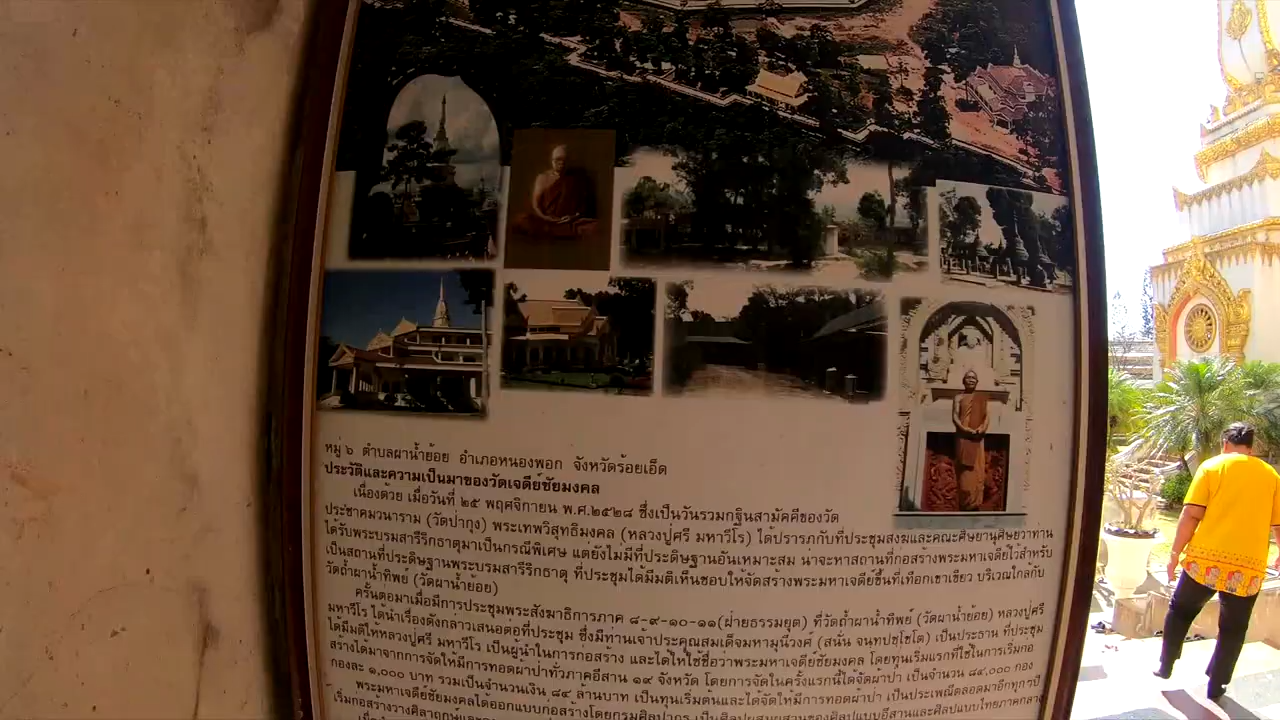 หมู่ ๖ ตำบลผาน้ำย้อย อำเภอหนองพอก จังหวัดร้อยเอ็ด
ประวัติและความเป็นมาของวัดเจดีย์ชัยมงคล
เนื่องด้วย เมื่อวันที่ ๒๕ พฤศจิกายน พ.ศ.๒๕๒๘ ซึ่งเป็นวันรวมกฐินสามัคคีของวัด
ประชาคมวนาราม (วัดป่ากุง) พระเทพวิสุทธิมงคล (หลวงปู่ศรี มหาวีโร) ได้ปรารภกับที่ประชุมสงฆ์และคณะศิษยานุศิษย์ว่าท่าน
ได้รับพระบรมสารีริกธาตุมาเป็นกรณีพิเศษ แต่ยังไม่มีที่ประดิษฐานอันเหมาะสม น่าจะหาสถานที่ก่อสร้างพระมหาเจดีย์ไว้สำหรับ
เป็นสถานที่ประดิษฐานพระบรมสารีริกธาตุ ที่ประชุมได้มีมติเห็นชอบให้จัดสร้างพระมหาเจดีย์ขึ้นที่เทือกเขาเขียว บริเวณใกล้กับ
วัดถ้ำผาน้ำทิพย์ (วัดผาน้ำย้อย)
ครั้นต่อมาเมื่อมีการประชุมพระสังฆาธิการภาค ๘-๙-๑๐-๑๑(ฝ่ายธรรมยุต) ที่วัดถ้ำผาน้ำทิพย์ (วัดผาน้ำย้อย) หลวงปู่ศรี
มหาวีโร ได้นำเรื่องดังกล่าวเสนอต่อที่ประชุม ซึ่งมีท่านเจ้าประคุณสมเด็จมหามุนีวงศ์ (สนั่น จนฺทปชฺโชโต) เป็นประธาน ที่ประชุม
ได้มีมติให้หลวงปู่ศรี มหาวีโร เป็นผู้นำในการก่อสร้าง และได้ให้ใช้ชื่อว่าพระมหาเจดีย์ชัยมงคล โดยทุนเริ่มแรกที่ใช้ในการเริ่มก่อ
สร้างได้มาจากการจัดให้มีการทอดผ้าป่าทั่วภาคอีสาน ๑๙ จังหวัด โดยการจัดในครั้งแรกได้จัดผ้าป่า เป็นจำนวน ๘๔,๐๐๐ กอง
กองละ ๑,๐๐๐ บาท รวมเป็นจำนวนเงิน ๘๔ ล้านบาท เป็นทุนเริ่มต้นและได้จัดให้มีการทอดผ้าป่า เป็นประเพณีตลอดมาอีกทุกๆปี
พระมหาเจดีย์ชัยมงคลได้ออกแบบก่อสร้างโดยกรมศิลปากร เป็นศิลปผสมผสานของศิลปแบบอีสานและศิลปแบบไทยภาคกลาง
เริ่มก่อสร้างวางศิลาฤกษ์